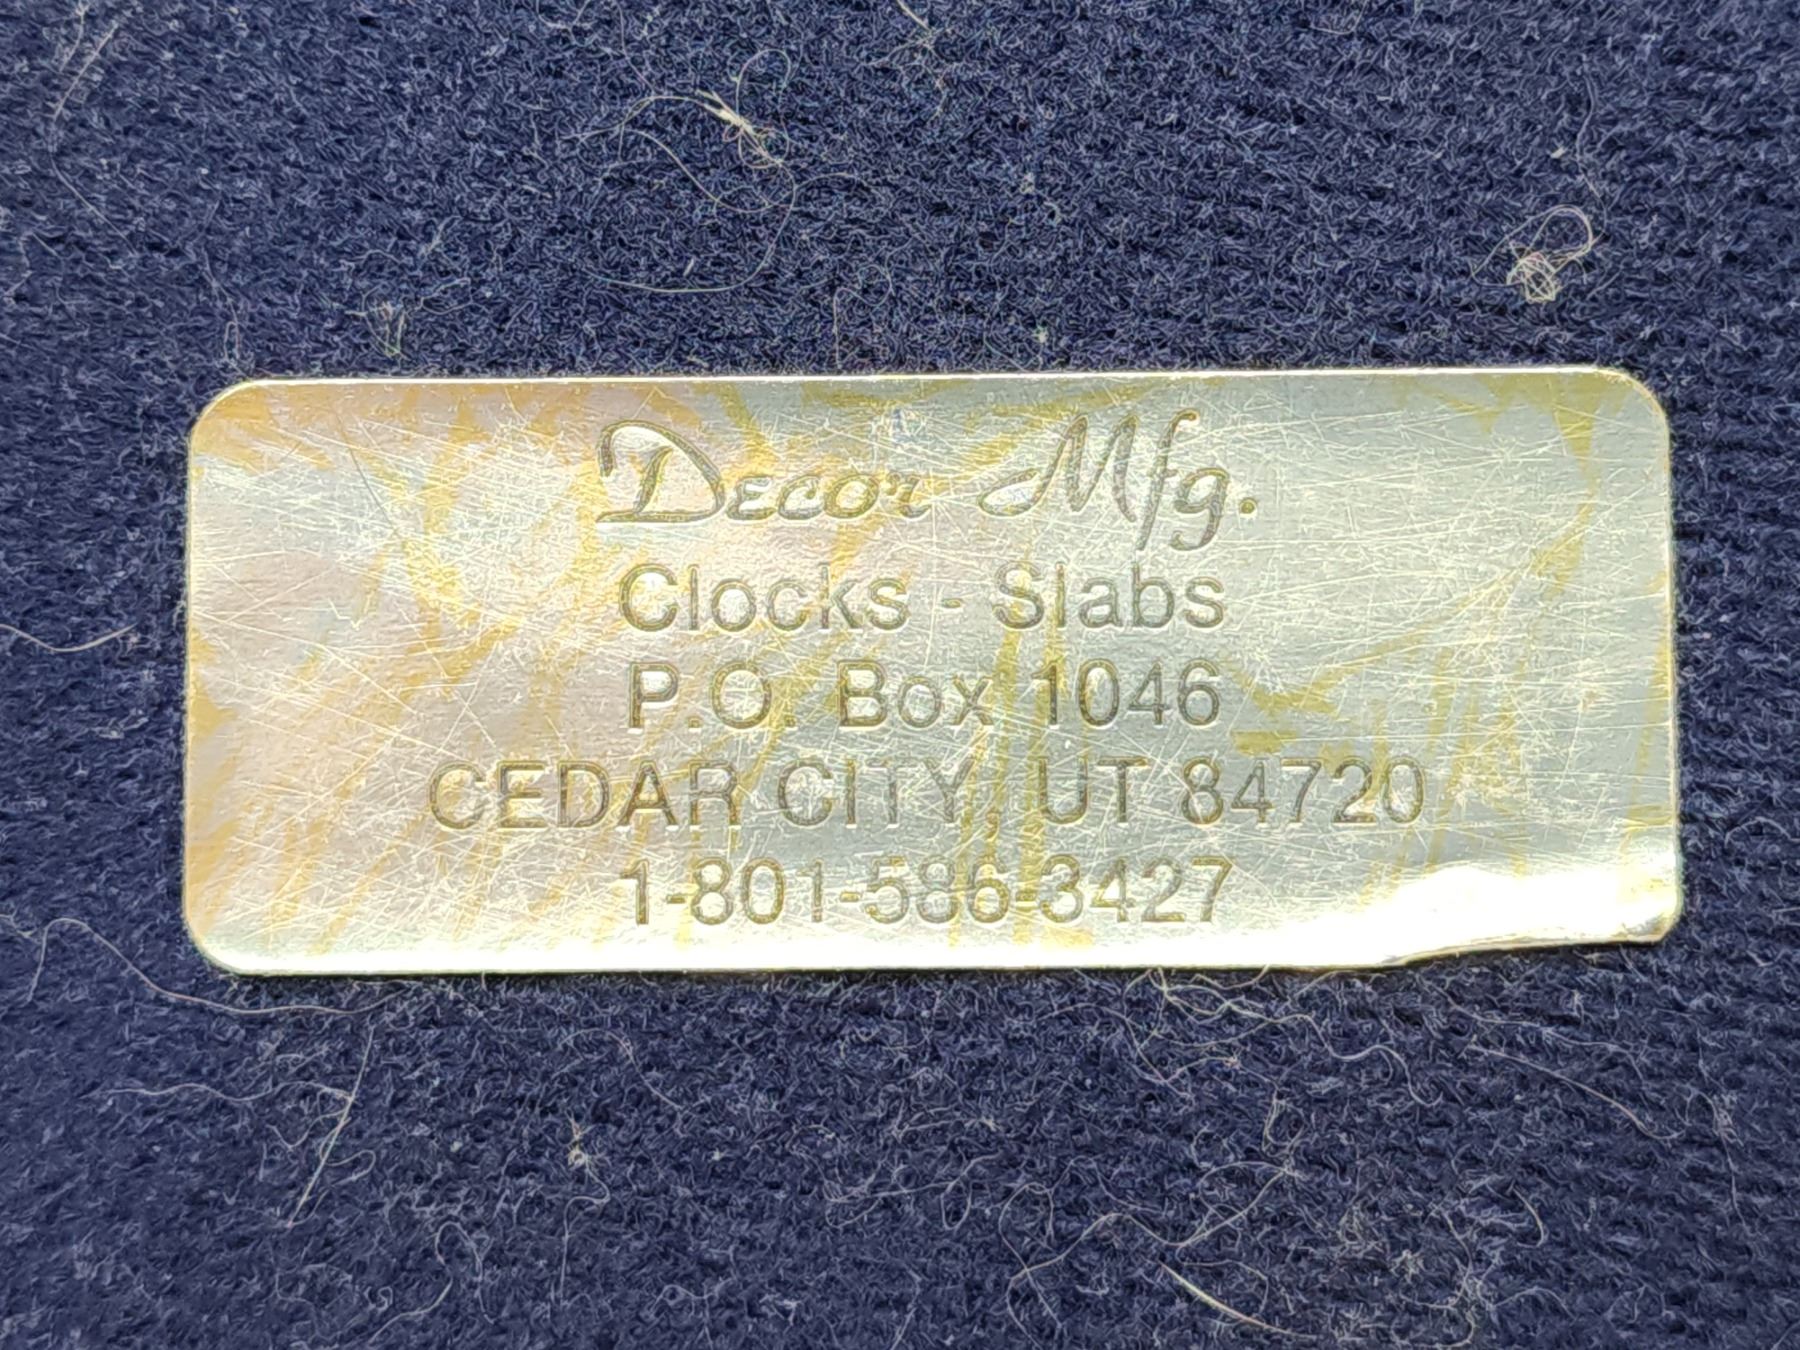 Decor Mfg.
Clocks - Slabs
P.O. Box 1046
CEDAR CITY, UT 84720
1-801-586-3427